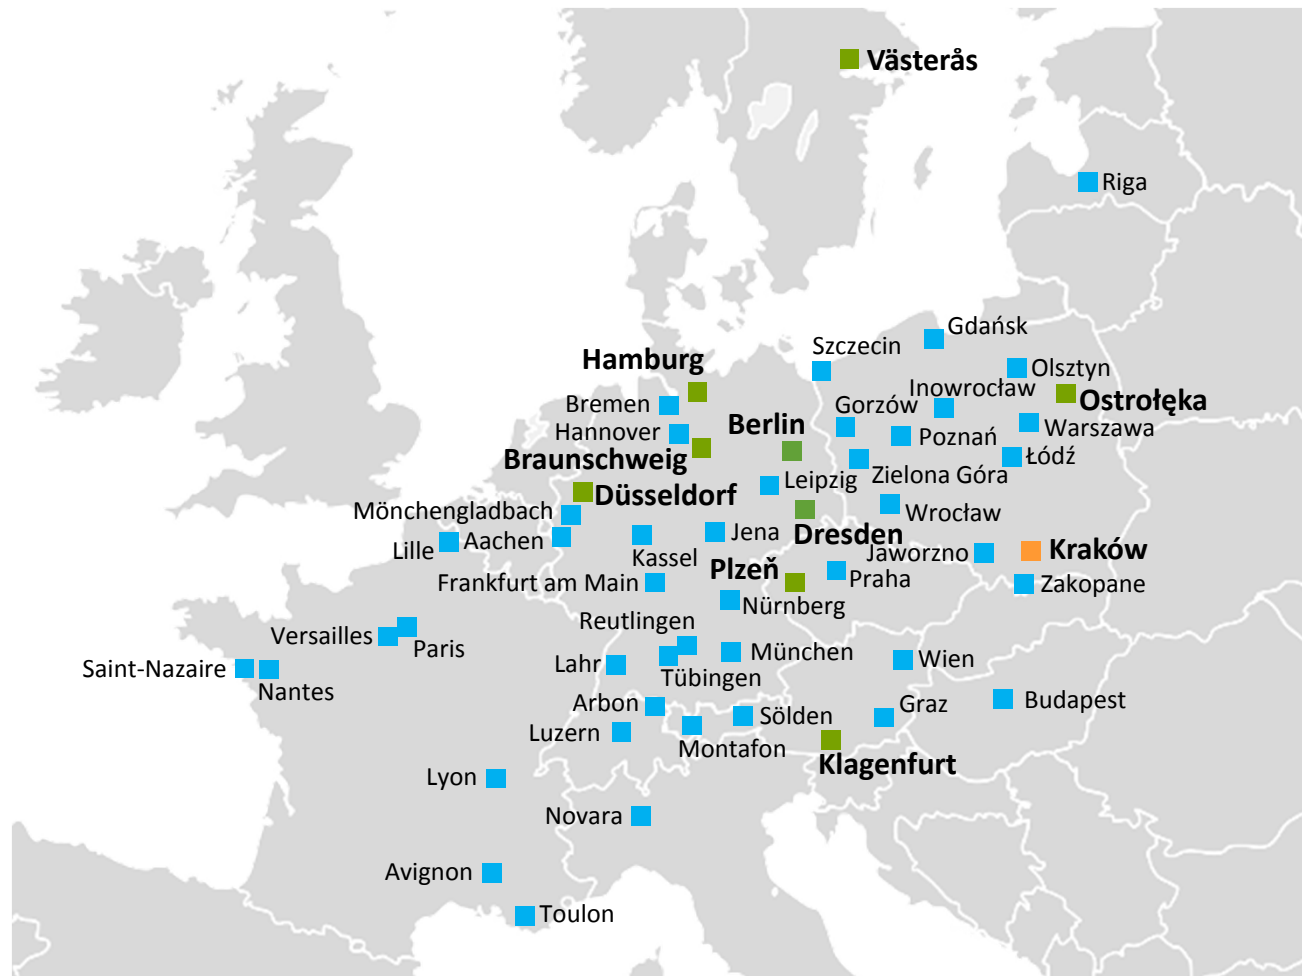 Västerås
Riga
Gdańsk
Szczecin
Hamburg
Olsztyn
Inowrocław
Ostrołęka
Bremen
Gorzów
Berlin
Warszawa
Hannover
Poznań
Braunschweig
Łódź
Zielona Góra
Leipzig
Düsseldorf
Mönchengladbach
Wrocław
Jena
Dresden
Lille
Aachen
Kassel
Jaworzno
Kraków
Plzeň
Praha
Frankfurt am Main
Zakopane
Nürnberg
Reutlingen
Versailles
Paris
München
Wien
Saint-Nazaire
Lahr
Tübingen
Nantes
Arbon
Graz
Budapest
Sölden
Luzern
Montafon
Klagenfurt
Lyon
Novara
Avignon
Toulon